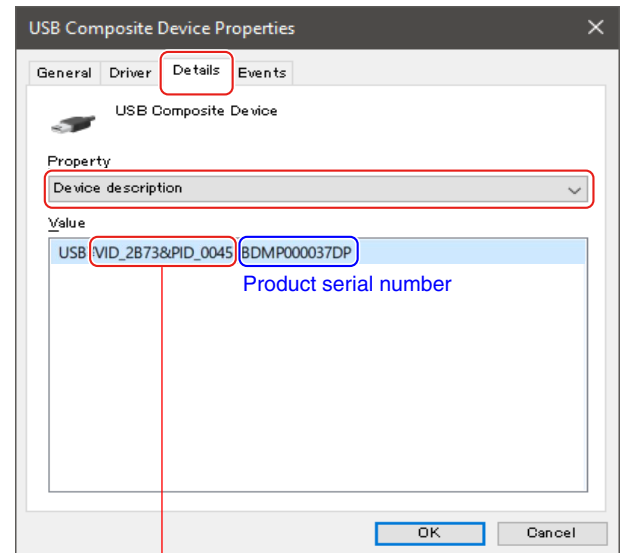 USB Composite Device Properties
General Driver Details Events
USB Composite Device
Property
Device description
Value
USB VID_2B73&PID_0045 BDMP000037DP
Product serial number
OK Cancel